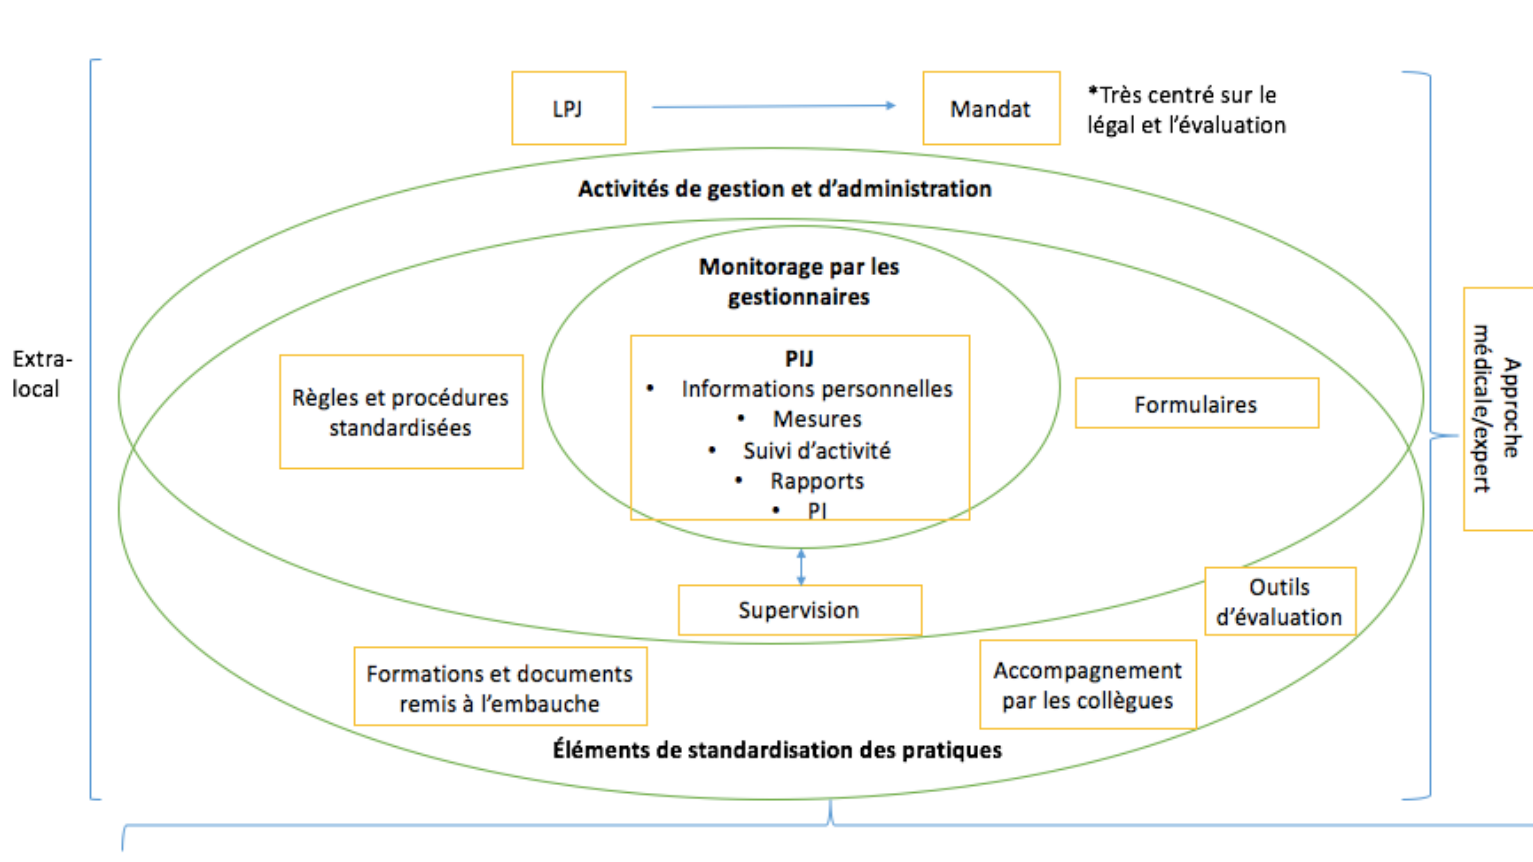 LPJ
Mandat
*Très centré sur le
légal et l'évaluation
Activités de gestion et d'administration
Monitorage par les
gestionnaires
Extra-
local
Règles et procédures
standardisées
PIJ
• Informations personnelles
• Mesures
• Suivi d'activité
• Rapports
• PI
Formulaires
Approche
médicale/expert
Supervision
Outils
d'évaluation
Formations et documents
remis à l'embauche
Accompagnement
par les collègues
Éléments de standardisation des pratiques